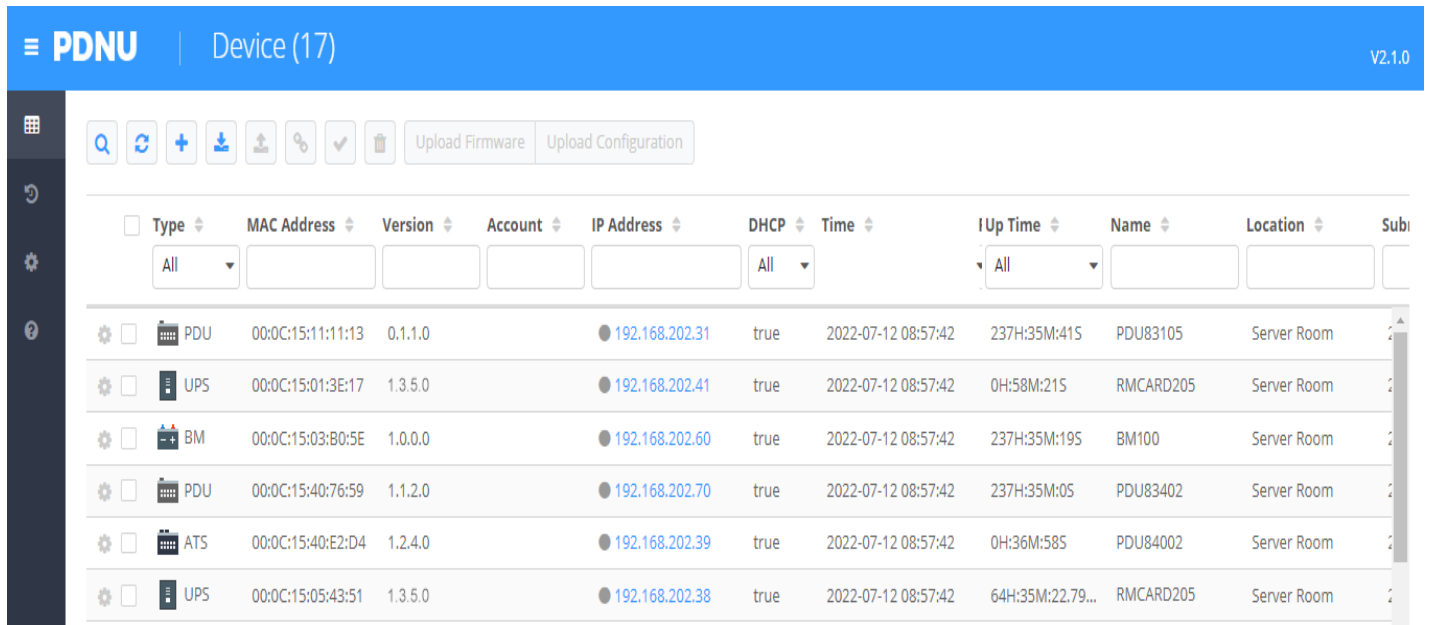 PDNU Device (17)
V2.1.0
Upload Firmware Upload Configuration
Type MAC Address Version Account IP Address DHCP Time Up Time Name Location
All All All
PDU 00:0C:15:11:11:13 0.1.1.0 192.168.202.31 true 2022-07-12 08:57:42 237H:35M:41S PDU83105 Server Room
UPS 00:0C:15:01:3E:17 1.3.5.0 192.168.202.41 true 2022-07-12 08:57:42 0H:58M:21S RMCARD205 Server Room
BM 00:0C:15:03:B0:5E 1.0.0.0 192.168.202.60 true 2022-07-12 08:57:42 237H:35M:19S BM100 Server Room
PDU 00:0C:15:40:76:59 1.1.2.0 192.168.202.70 true 2022-07-12 08:57:42 237H:35M:0S PDU83402 Server Room
ATS 00:0C:15:40:E2:D4 1.2.4.0 192.168.202.39 true 2022-07-12 08:57:42 0H:36M:58S PDU84002 Server Room
UPS 00:0C:15:05:43:51 1.3.5.0 192.168.202.38 true 2022-07-12 08:57:42 64H:35M:22.79... RMCARD205 Server Room